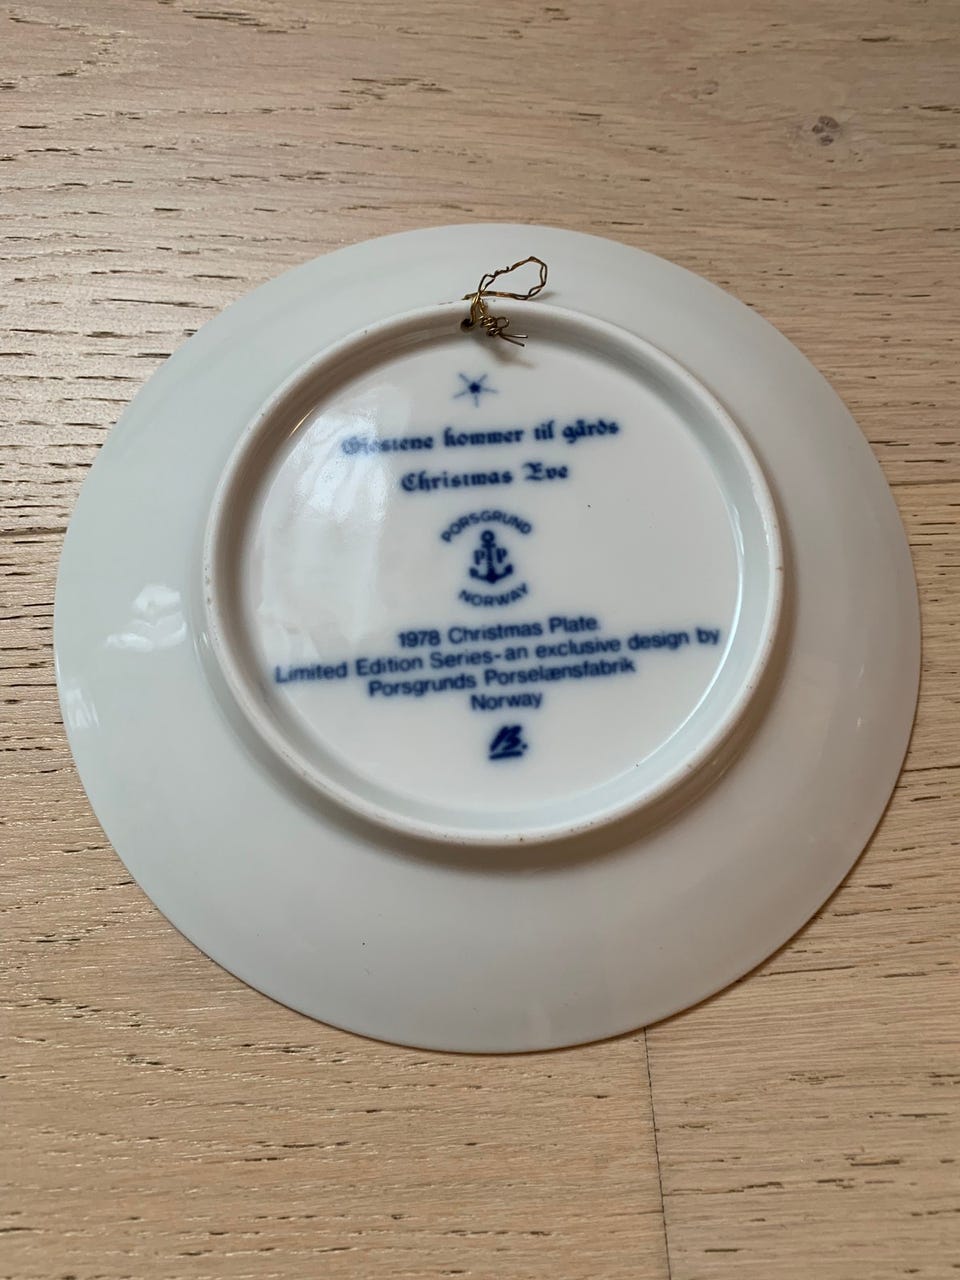 Gjestene kommer til gårds
Christmas Eve
PORSGRUND
PP
NORWAY
1978 Christmas Plate
Limited Edition Series-an exclusive design by
Porsgrunds Porselænsfabrik
Norway